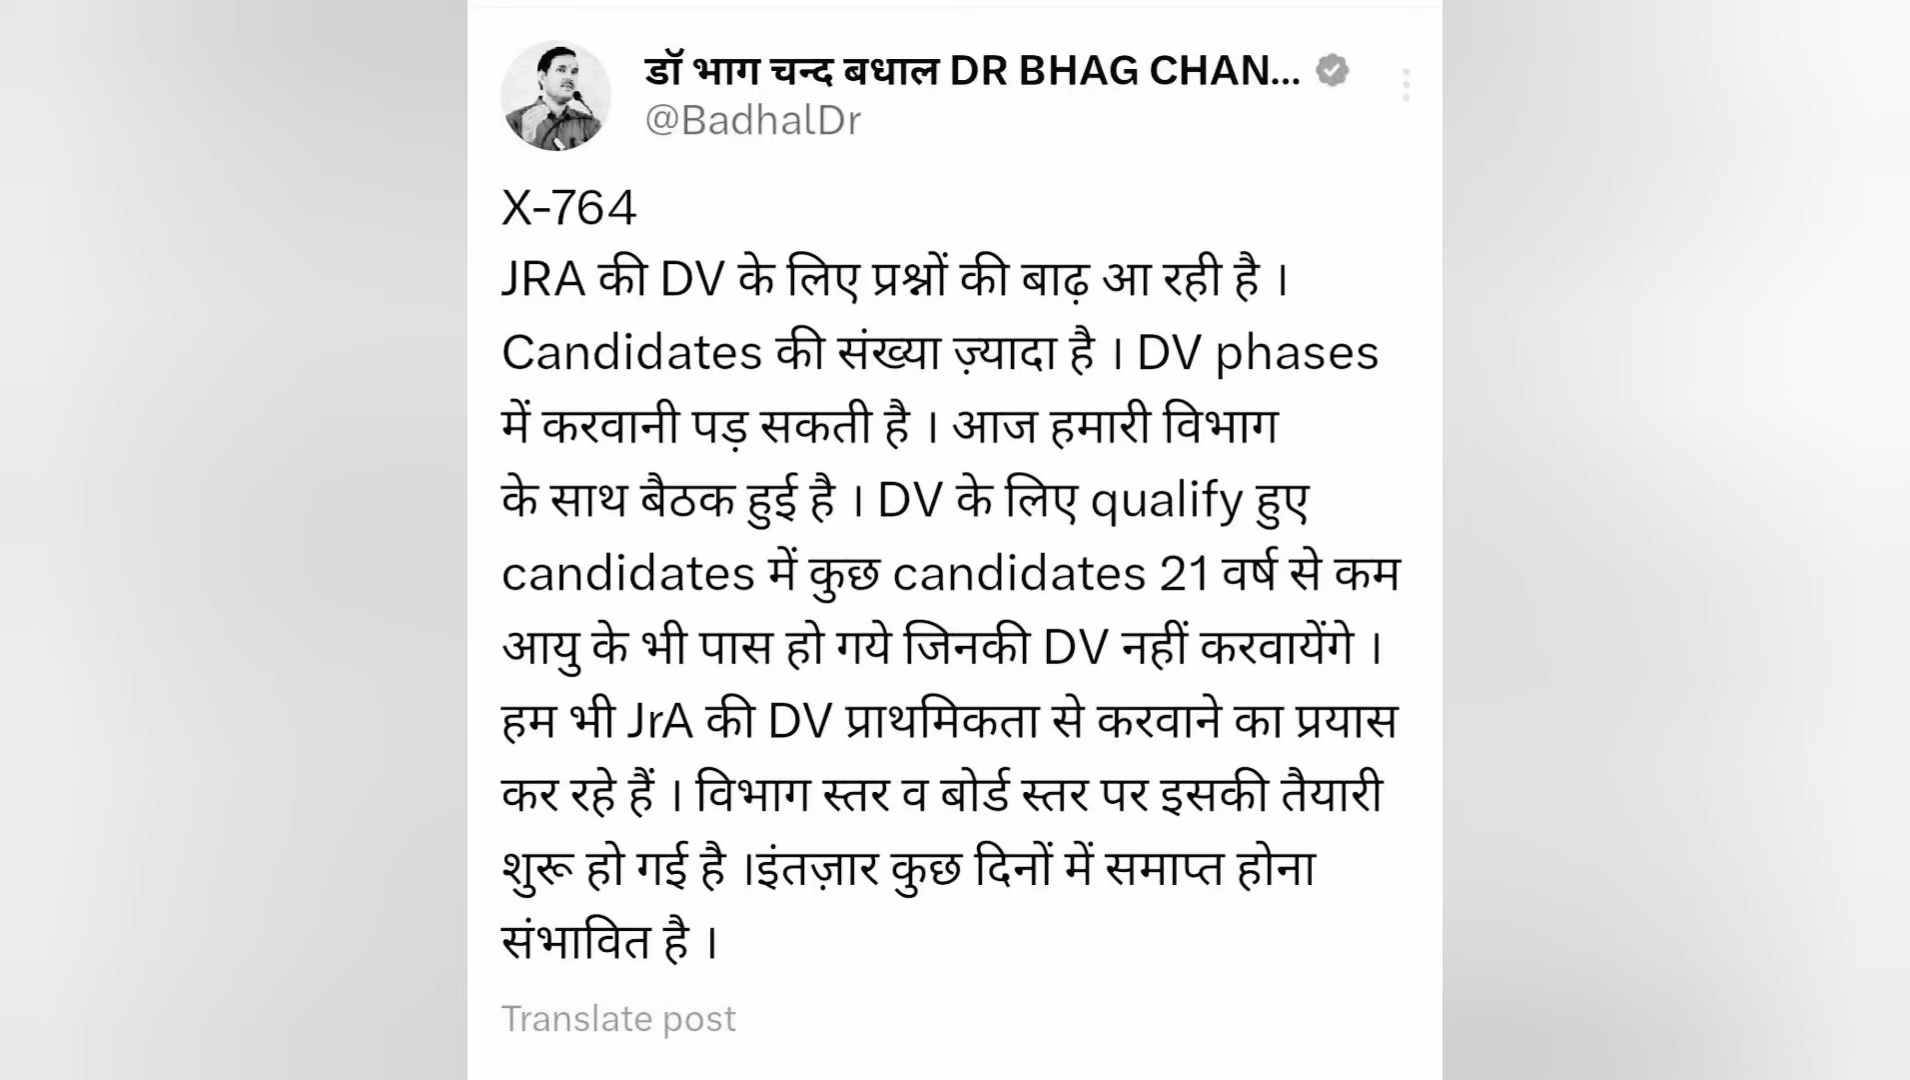 डॉ भाग चन्द बधाल DR BHAG CHAN...
@BadhalDr
X-764
JRA की DV के लिए प्रश्नों की बाढ़ आ रही है ।
Candidates की संख्या ज़्यादा है । DV phases
में करवानी पड़ सकती है । आज हमारी विभाग
के साथ बैठक हुई है । DV के लिए qualify हुए
candidates में कुछ candidates 21 वर्ष से कम
आयु के भी पास हो गये जिनकी DV नहीं करवायेंगे ।
हम भी JrA की DV प्राथमिकता से करवाने का प्रयास
कर रहे हैं । विभाग स्तर व बोर्ड स्तर पर इसकी तैयारी
शुरू हो गई है ।इंतज़ार कुछ दिनों में समाप्त होना
संभावित है ।
Translate post